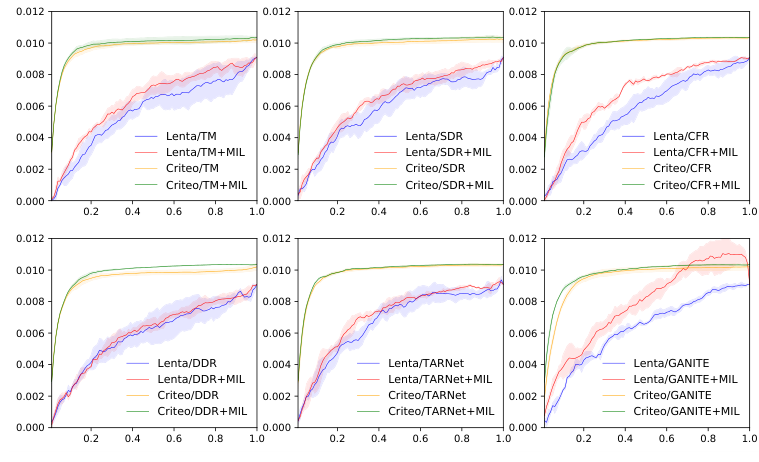 0.012
0.010
0.008
0.006
0.004
0.002
0.000
0.2 0.4 0.6 0.8 1.0
Lenta/TM
Lenta/TM+MIL
Criteo/TM
Criteo/TM+MIL
0.012
0.010
0.008
0.006
0.004
0.002
0.000
0.2 0.4 0.6 0.8 1.0
Lenta/SDR
Lenta/SDR+MIL
Criteo/SDR
Criteo/SDR+MIL
0.012
0.010
0.008
0.006
0.004
0.002
0.000
0.2 0.4 0.6 0.8 1.0
Lenta/CFR
Lenta/CFR+MIL
Criteo/CFR
Criteo/CFR+MIL
0.012
0.010
0.008
0.006
0.004
0.002
0.000
0.2 0.4 0.6 0.8 1.0
Lenta/DDR
Lenta/DDR+MIL
Criteo/DDR
Criteo/DDR+MIL
0.012
0.010
0.008
0.006
0.004
0.002
0.000
0.2 0.4 0.6 0.8 1.0
Lenta/TARNet
Lenta/TARNet+MIL
Criteo/TARNet
Criteo/TARNet+MIL
0.012
0.010
0.008
0.006
0.004
0.002
0.000
0.2 0.4 0.6 0.8 1.0
Lenta/GANITE
Lenta/GANITE+MIL
Criteo/GANITE
Criteo/GANITE+MIL